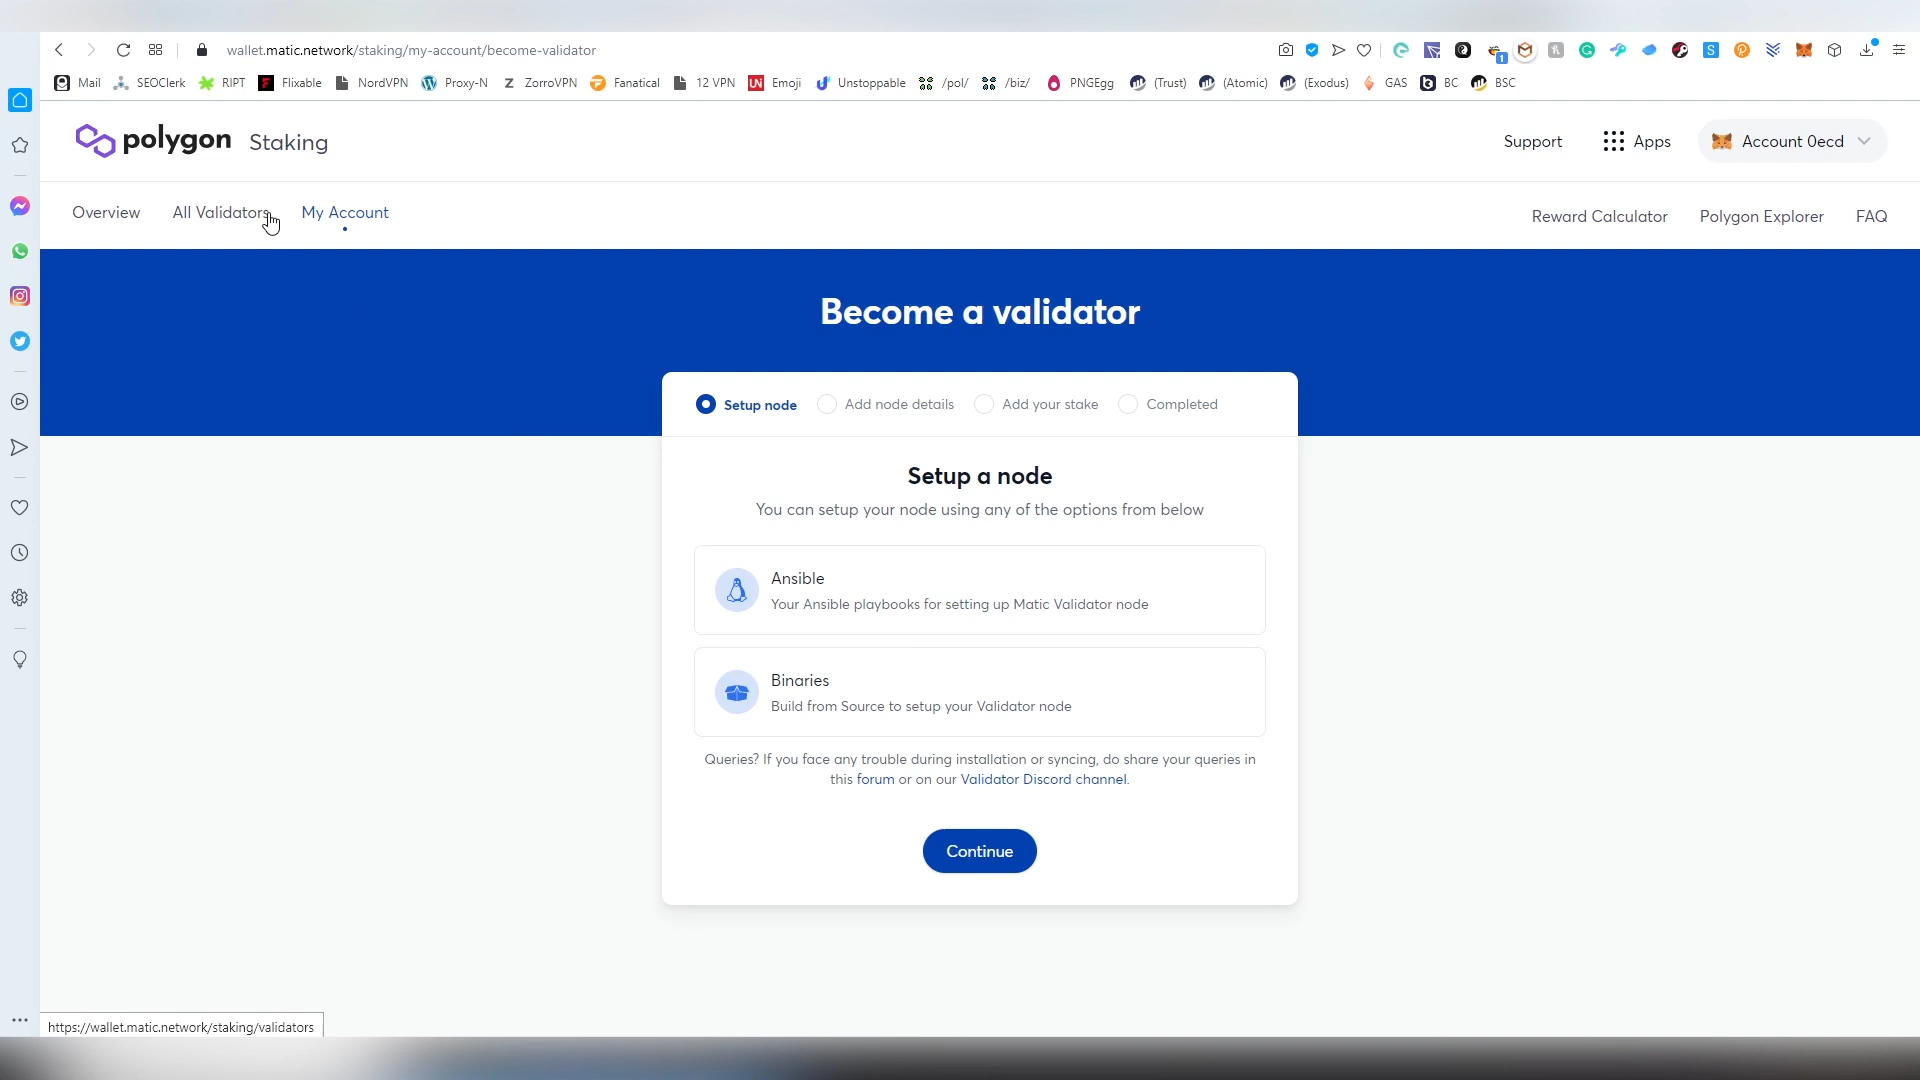 wallet.matic.network/staking/my-account/become-validator
1
Mail SEOClerk RIPT Flixable NordVPN Proxy-N Z ZorroVPN Fanatical 12 VPN UN Emoji Unstoppable /pol/ /biz/ PNGEgg (Trust) (Atomic) (Exodus) GAS BC BSC
polygon Staking
Support Apps Account 0ecd
Overview All Validators My Account
Reward Calculator Polygon Explorer FAQ
Become a validator
Setup node Add node details Add your stake Completed
Setup a node
You can setup your node using any of the options from below
Ansible
Your Ansible playbooks for setting up Matic Validator node
Binaries
Build from Source to setup your Validator node
Queries? If you face any trouble during installation or syncing, do share your queries in
this forum or on our Validator Discord channel.
Continue
https://wallet.matic.network/staking/validators